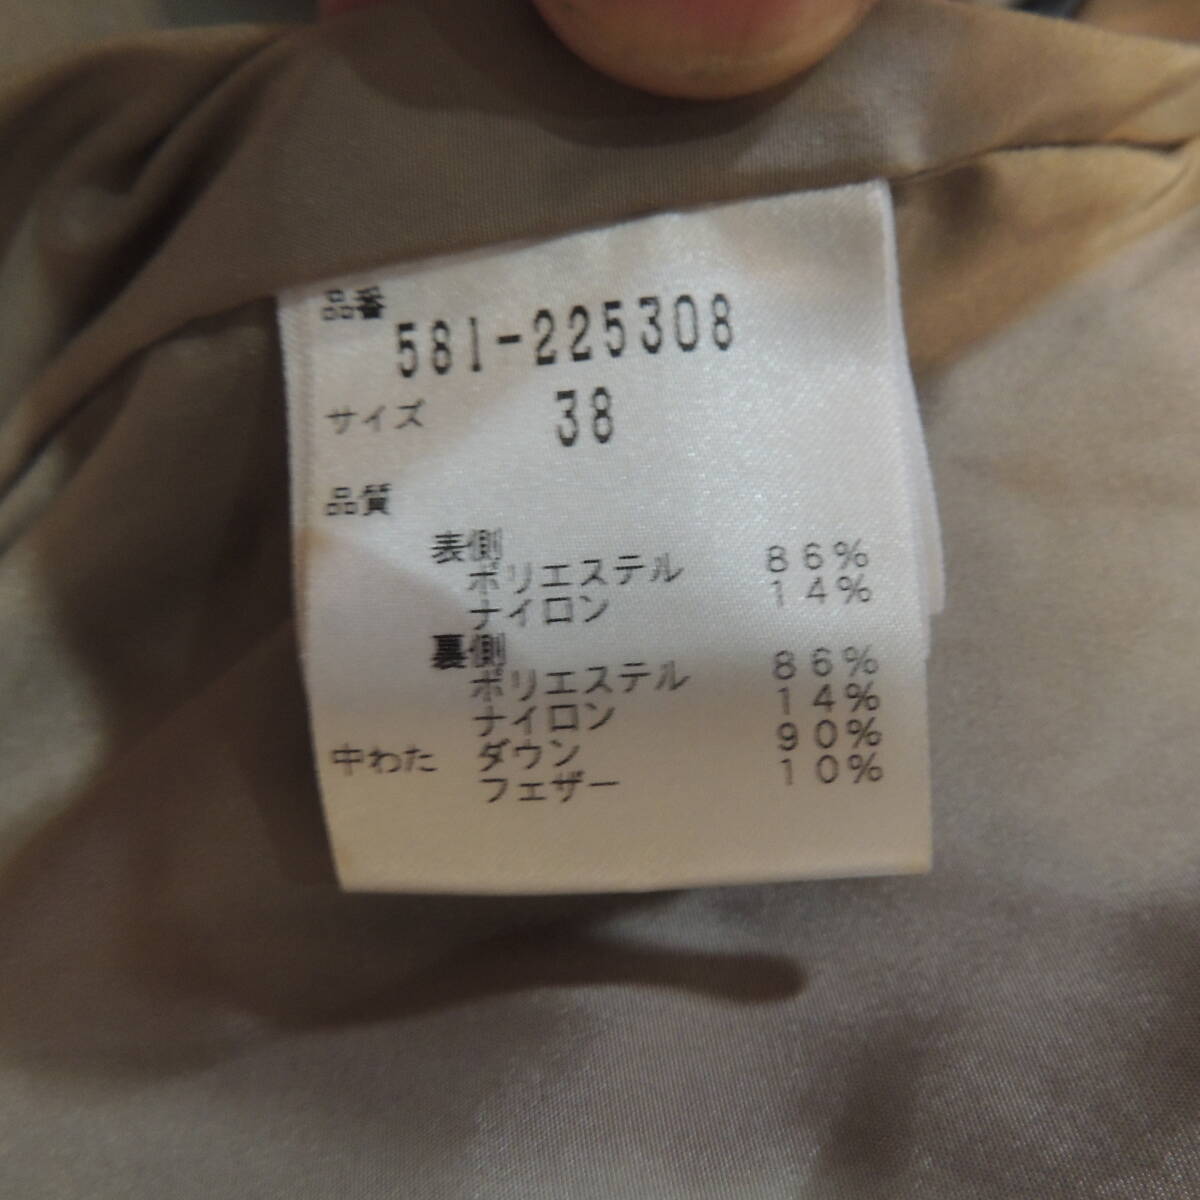 品番
581-225308
サイズ 38
品質
表側
ポリエステル 86%
ナイロン 14%
裏側
ポリエステル 86%
ナイロン 14%
中わた ダウン 90%
フェザー 10%